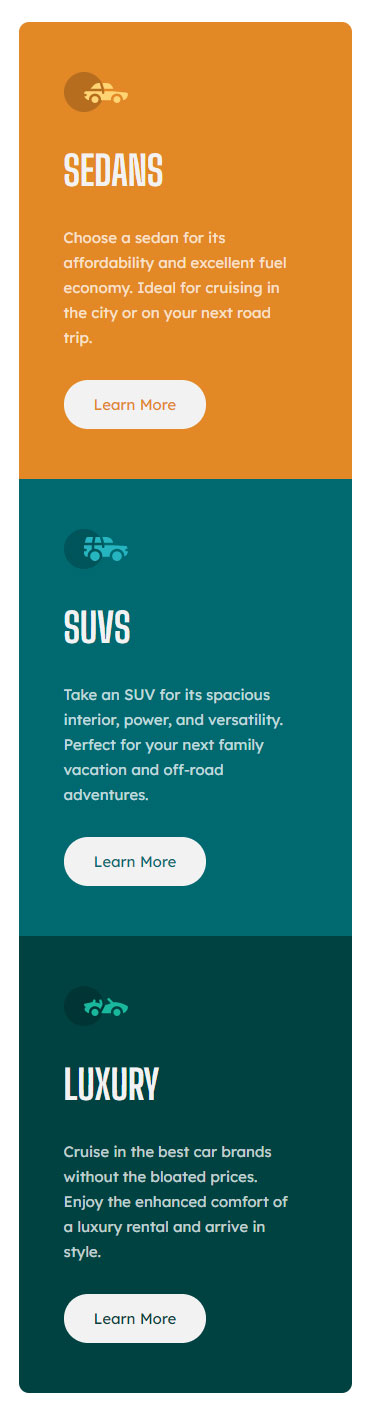 SEDANS
Choose a sedan for its
affordability and excellent fuel
economy. Ideal for cruising in
the city or on your next road
trip.
Learn More
SUVS
Take an SUV for its spacious
interior, power, and versatility.
Perfect for your next family
vacation and off-road
adventures.
Learn More
LUXURY
Cruise in the best car brands
without the bloated prices.
Enjoy the enhanced comfort of
a luxury rental and arrive in
style.
Learn More